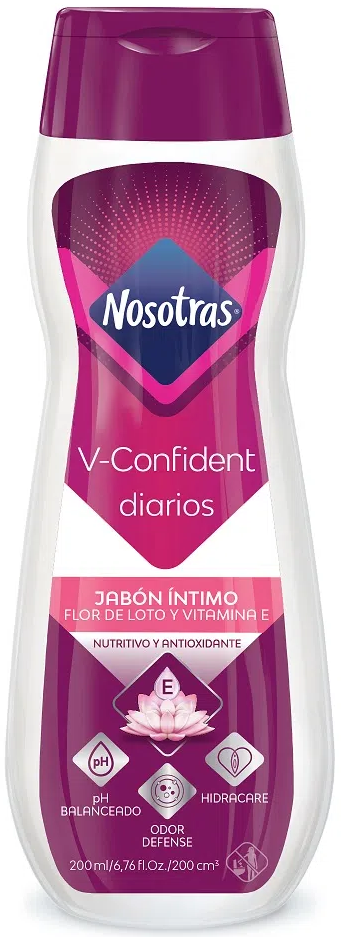 Nosotras®
V-Confident
diarios
JABÓN ÍNTIMO
FLOR DE LOTO Y VITAMINA E
NUTRITIVO Y ANTIOXIDANTE
E
pH
pH
BALANCEADO
ODOR
DEFENSE
HIDRACARE
200 ml/6,76 fl.Oz./200 cm³